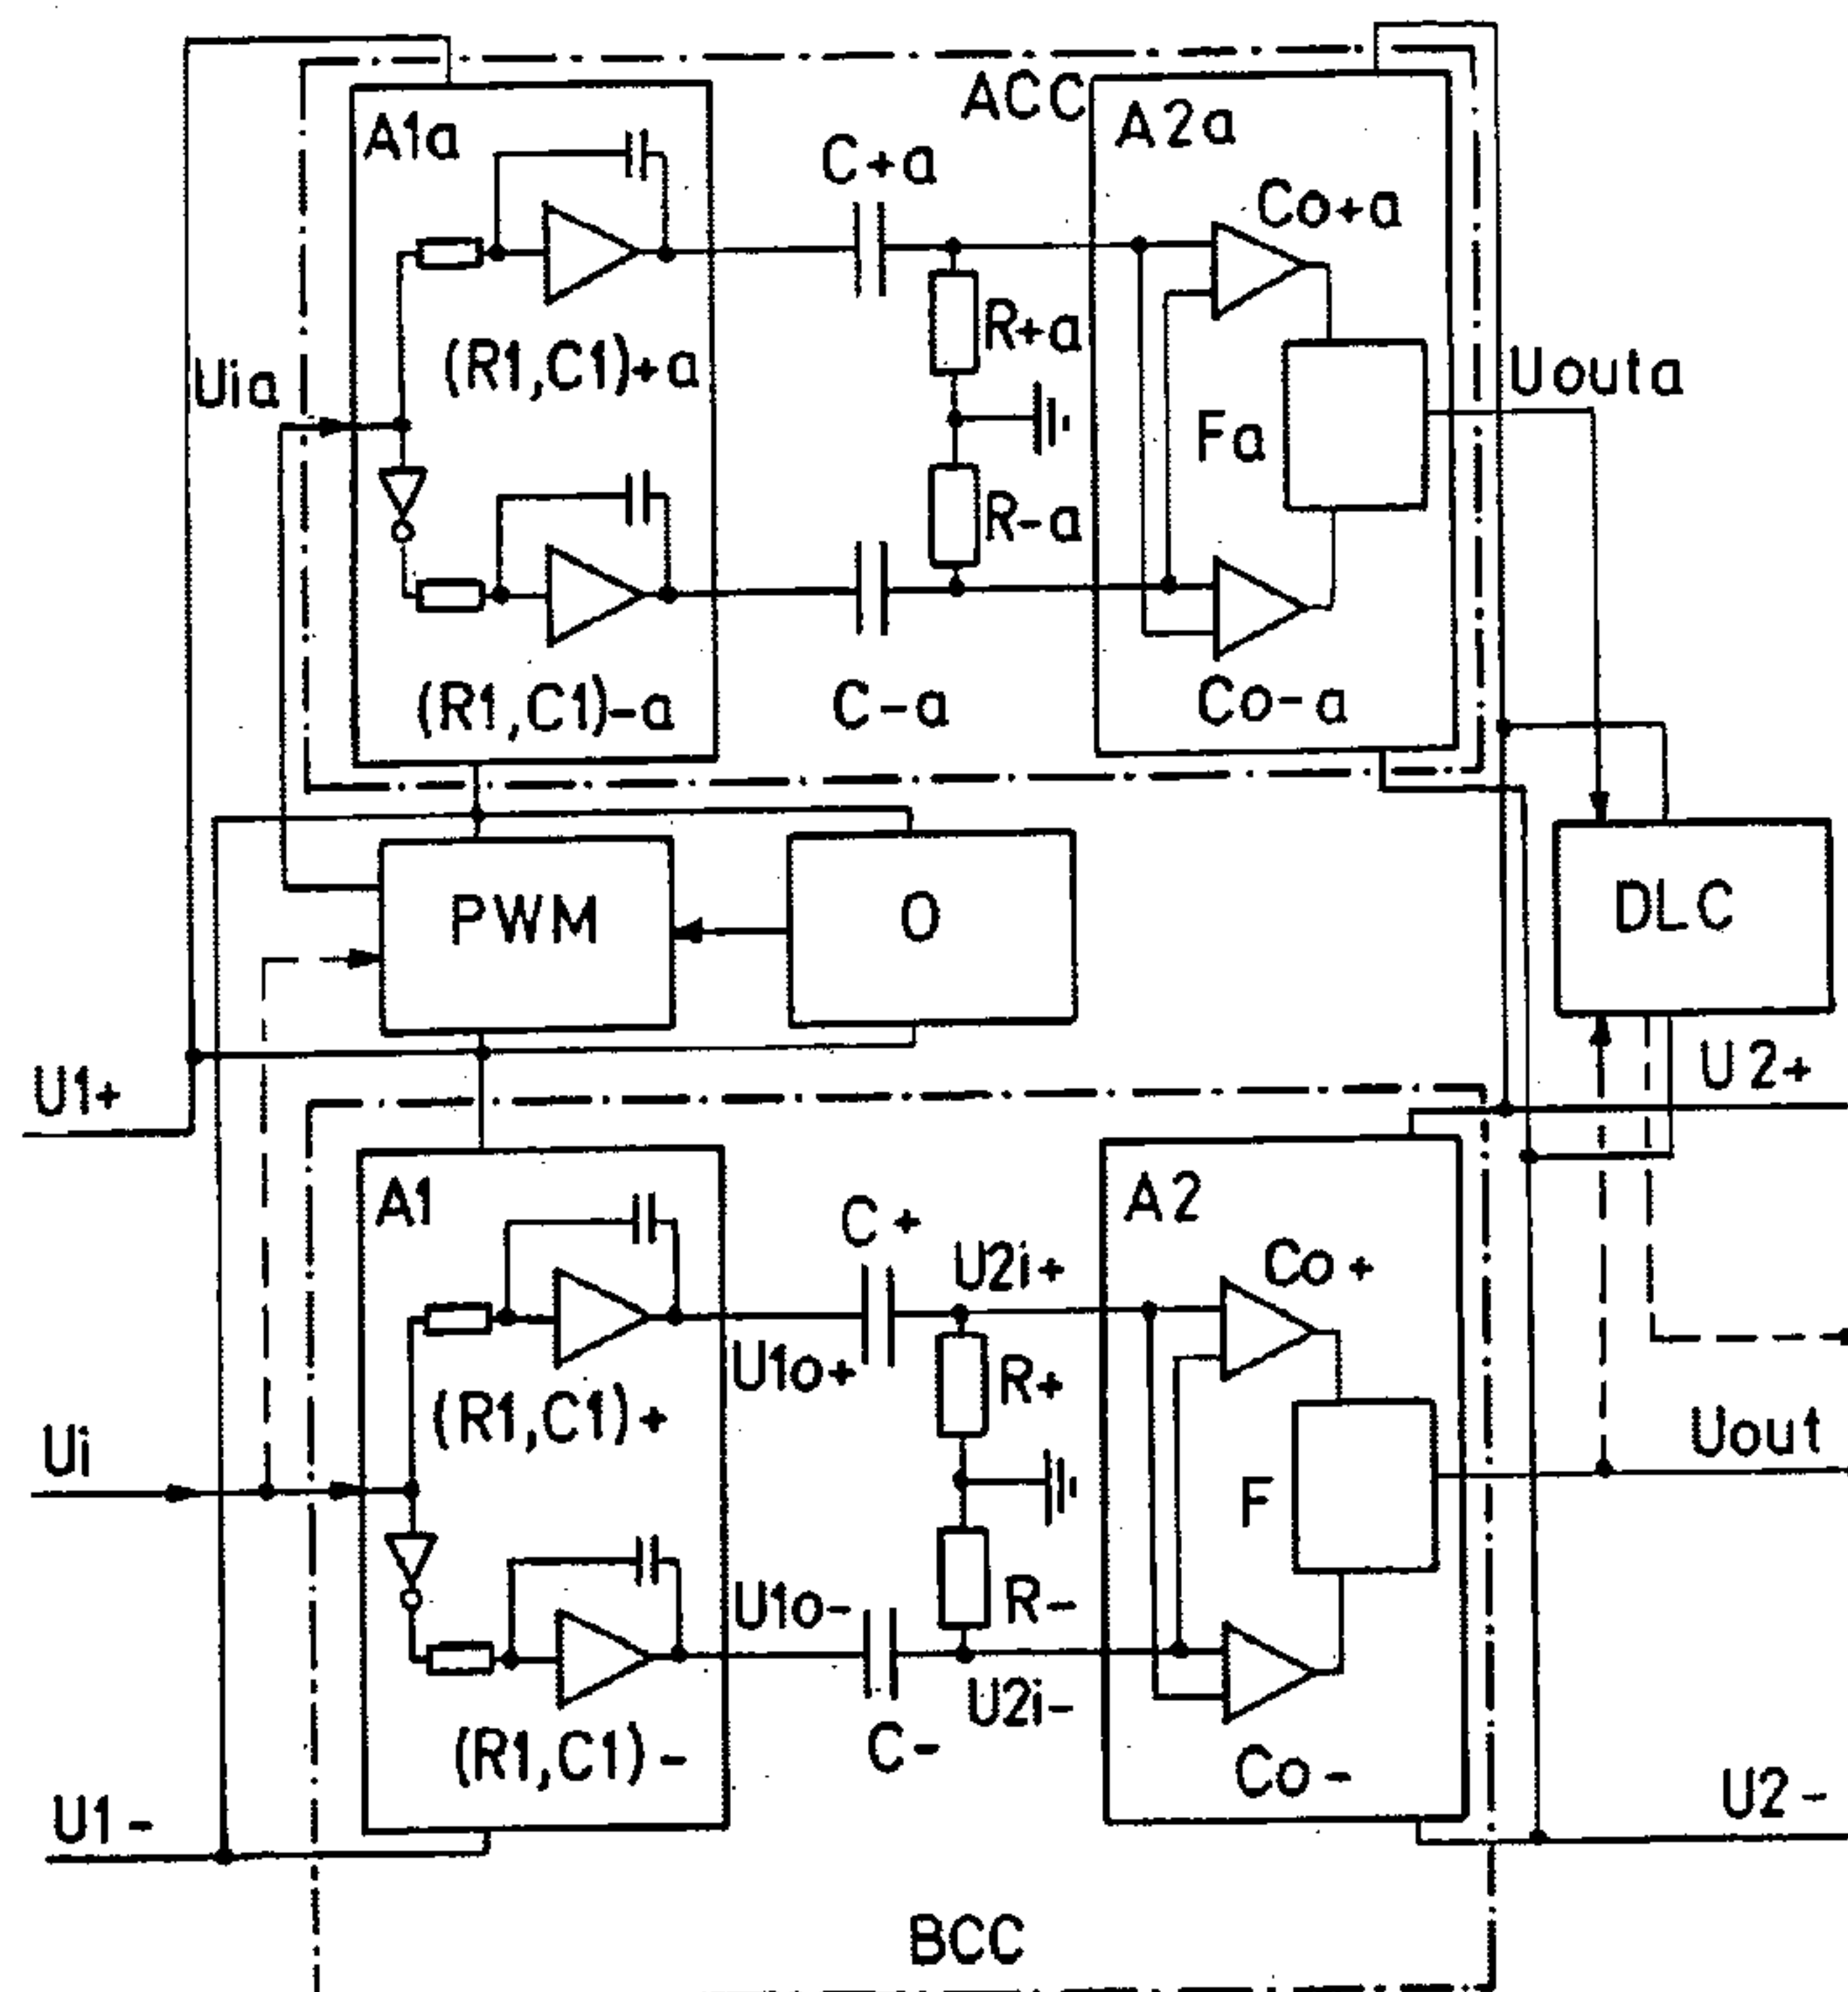 ACC
A1a
A2a
C+a
Co+a
R+a
(R1,C1)+a
Uia
Uouta
Fa
R-a
(R1,C1)-a
C-a
Co-a
PWM
O
DLC
U1+
U2+
A1
A2
C+
U2i+
Co+
U1o+
R+
(R1,C1)+
Ui
Uout
F
U1o-
R-
U2i-
(R1,C1)-
C-
Co-
U1-
U2-
BCC